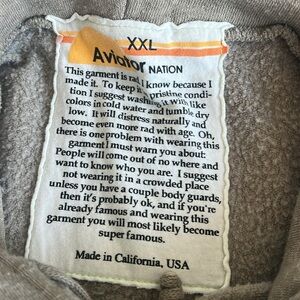 XXL
Aviator NATION
This garment is rad. I know because I
made it. To keep it pristine condi-
tion I suggest washing it with like
colors in cold water and tumble dry
low. It will distress naturally and
become even more rad with age. Oh,
there is one problem with wearing this
garment I must warn you about:
People will come out of no where and
want to know who you are. I suggest
not wearing it in a crowded place
unless you have a couple body guards,
then it's probably ok, and if you're
already famous and wearing this
garment you will most likely become
super famous.
Made in California, USA